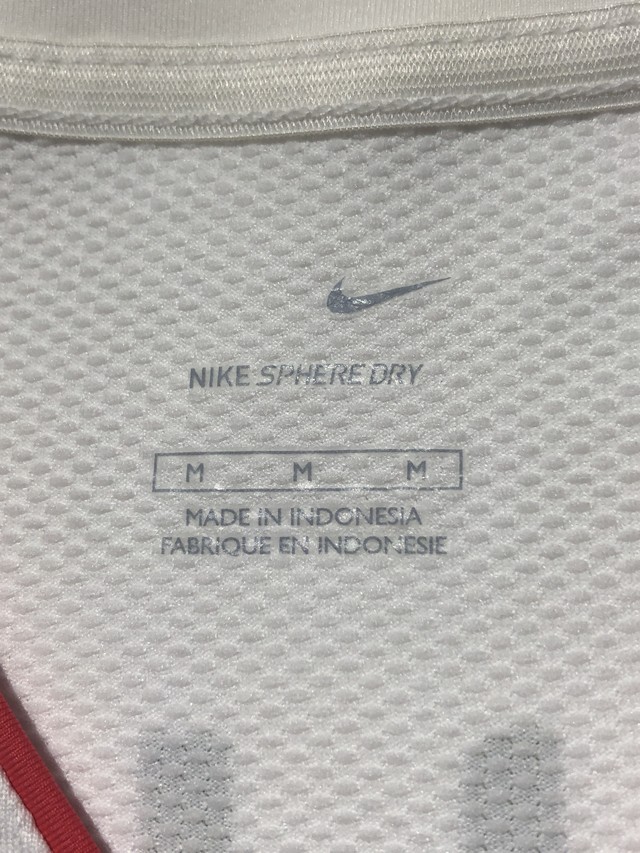 NIKE SPHERE DRY
M M M
MADE IN INDONESIA
FABRIQUE EN INDONESIE